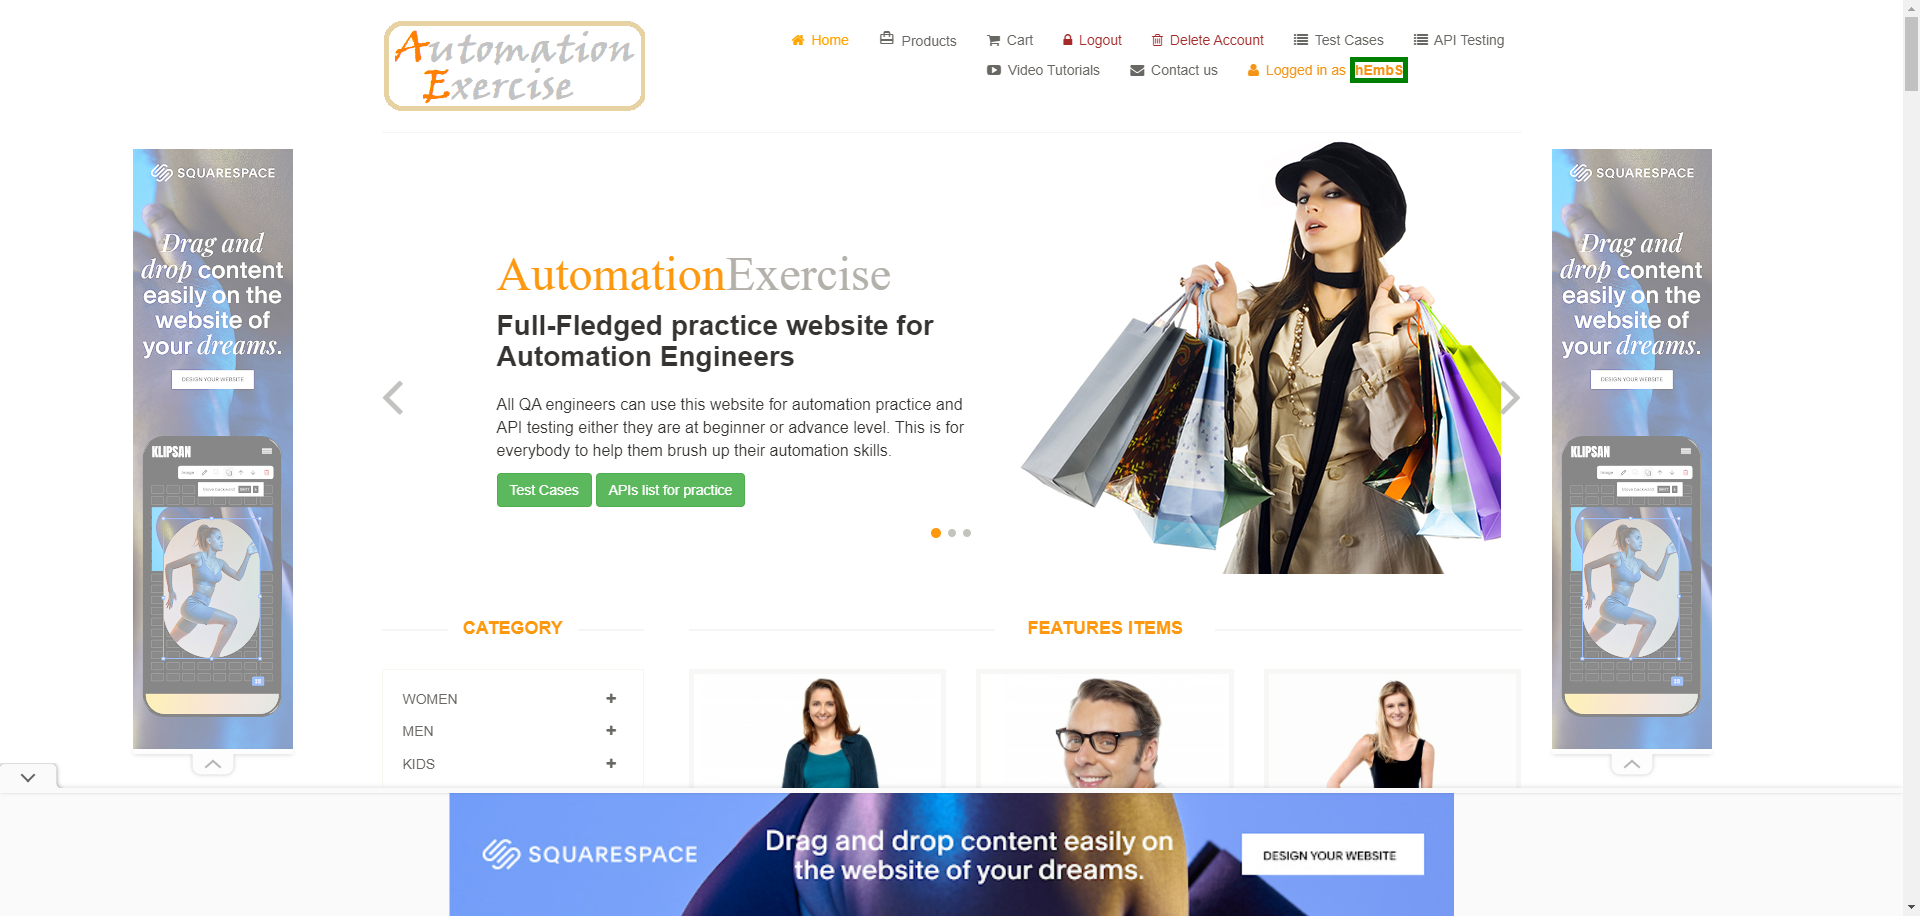 Automation
Exercise
Home
Products
Cart
Logout
Delete Account
Test Cases
API Testing
Video Tutorials
Contact us
Logged in as hEmbS
SQUARESPACE
Drag and
drop content
easily on the
website of
your dreams.
DESIGN YOUR WEBSITE
KLIPSAN
Image
Move backward
AutomationExercise
Full-Fledged practice website for
Automation Engineers
All QA engineers can use this website for automation practice and
API testing either they are at beginner or advance level. This is for
everybody to help them brush up their automation skills.
Test Cases
APIs list for practice
SQUARESPACE
Drag and
drop content
easily on the
website of
your dreams.
DESIGN YOUR WEBSITE
KLIPSAN
Image
Move backward
CATEGORY
WOMEN
MEN
KIDS
FEATURES ITEMS
SQUARESPACE
Drag and drop content easily on
the website of your dreams.
DESIGN YOUR WEBSITE